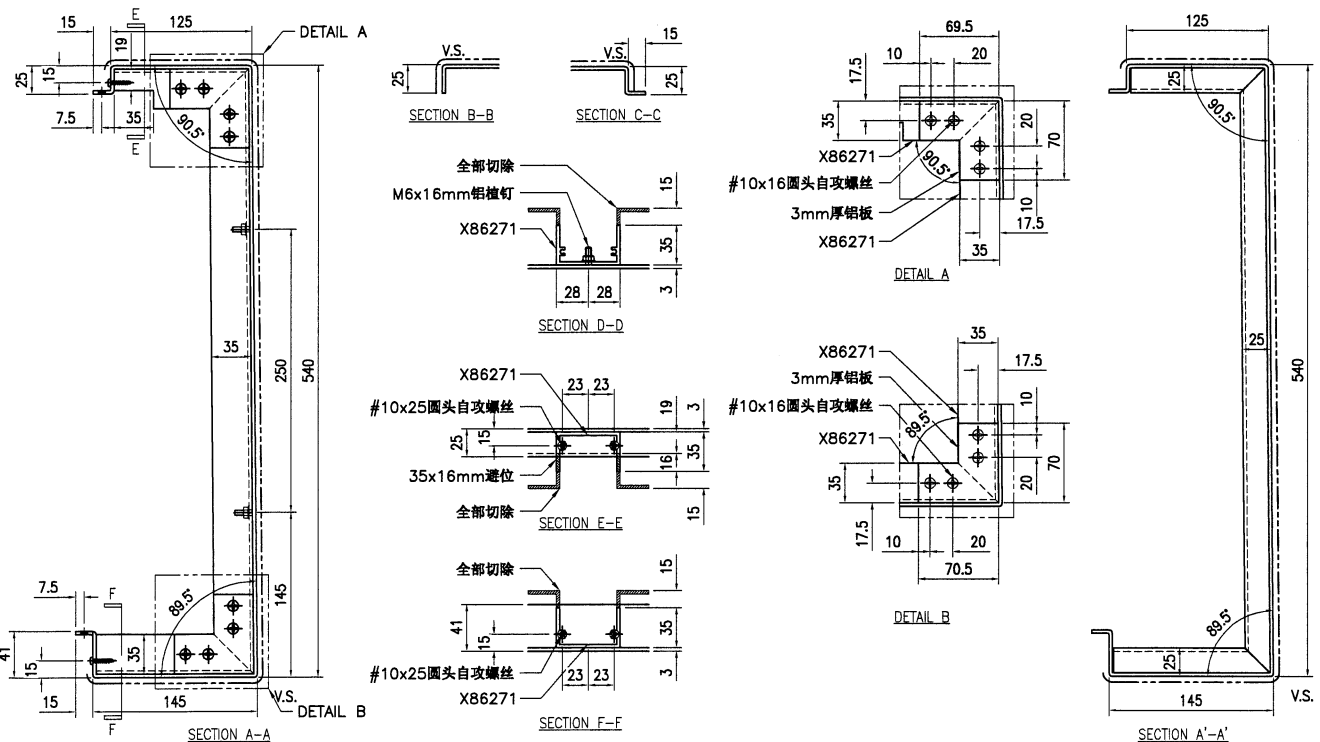 E
15
125
DETAIL A
19
25
15
7.5
35
E
90.5°
35
250
540
145
7.5
F
89.5°
41
15
35
15
145
F
V.S.
DETAIL B
SECTION A-A
V.S.
25
SECTION B-B
15
V.S.
25
SECTION C-C
全部切除
M6x16mm铝植钉
X86271
15
35
3
28
28
SECTION D-D
X86271
23
23
#10x25圆头自攻螺丝
25
15
19
3
35
16
15
35x16mm避位
全部切除
SECTION E-E
全部切除
15
41
15
35
3
#10x25圆头自攻螺丝
23
23
X86271
SECTION F-F
69.5
10
20
17.5
35
X86271
90.5°
20
70
10
#10x16圆头自攻螺丝
3mm厚铝板
X86271
17.5
35
DETAIL A
35
X86271
17.5
3mm厚铝板
10
#10x16圆头自攻螺丝
89.5°
X86271
35
70
20
17.5
10
20
70.5
DETAIL B
125
25
90.5°
25
540
89.5°
25
145
V.S.
SECTION A'-A'